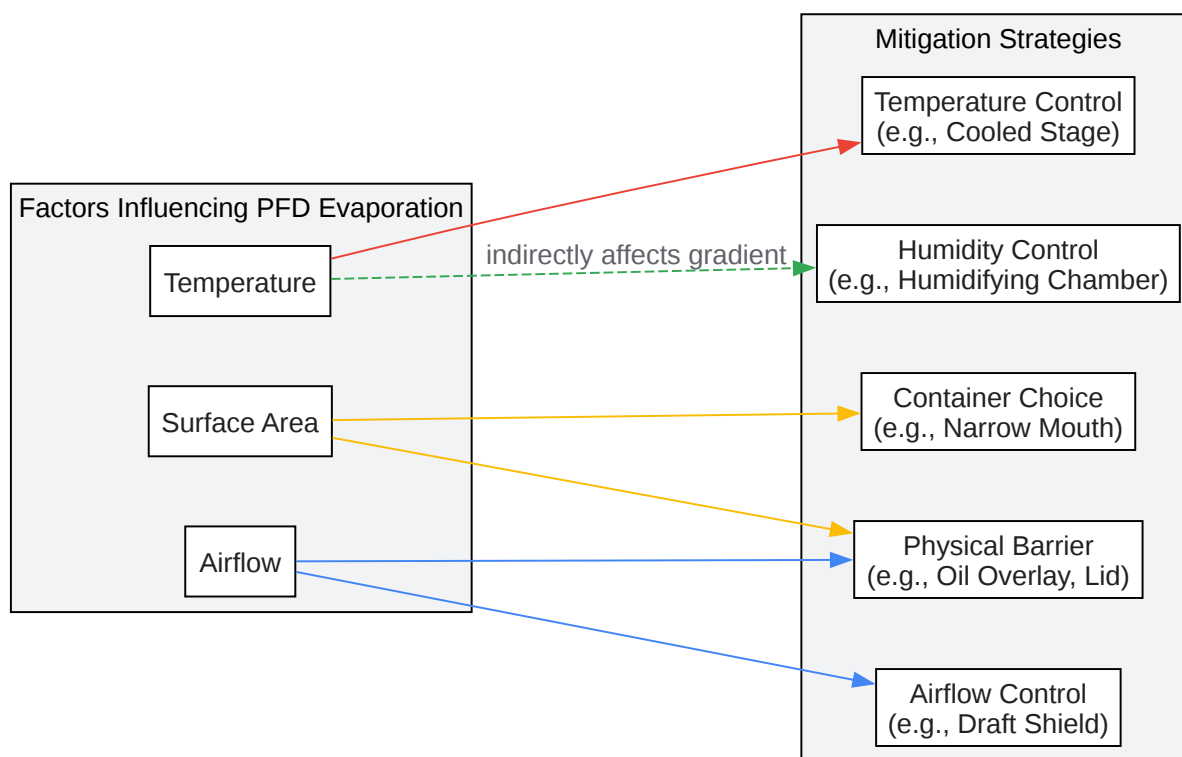 Factors Influencing PFD Evaporation
Temperature
Surface Area
Airflow
indirectly affects gradient
Mitigation Strategies
Temperature Control
(e.g., Cooled Stage)
Humidity Control
(e.g., Humidifying Chamber)
Container Choice
(e.g., Narrow Mouth)
Physical Barrier
(e.g., Oil Overlay, Lid)
Airflow Control
(e.g., Draft Shield)